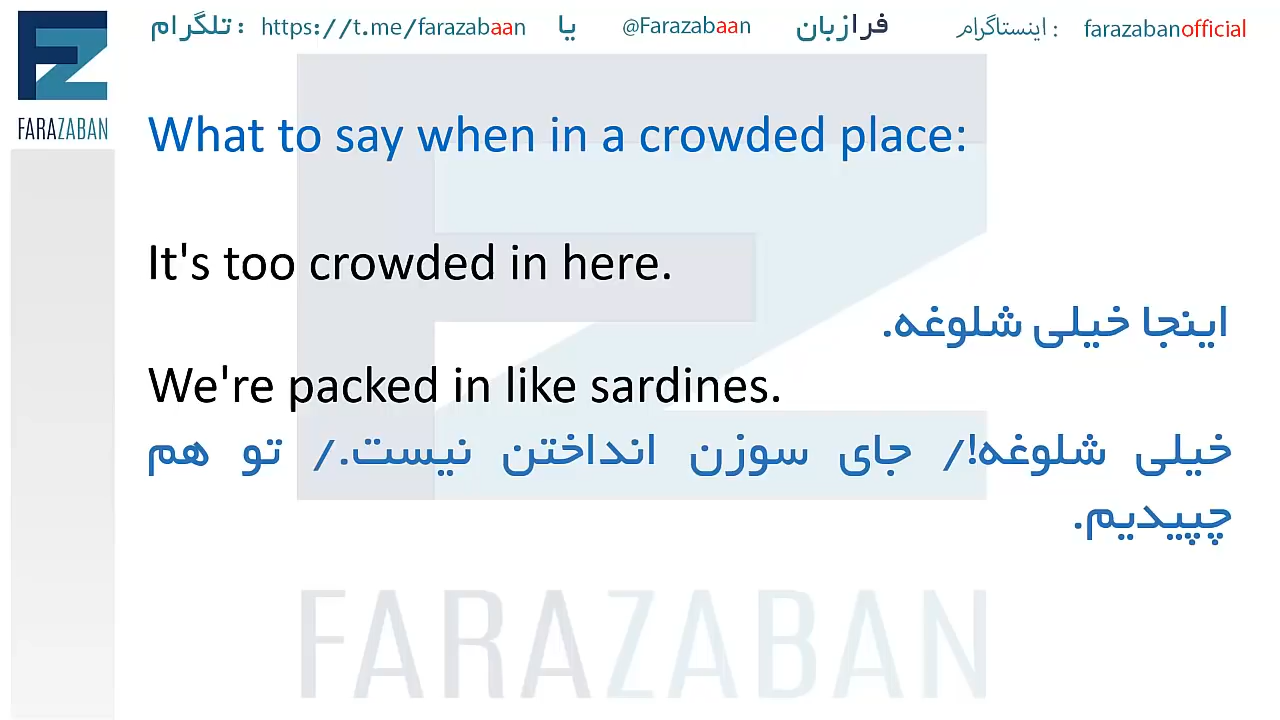 تلگرام : https://t.me/farazabaan یا @Farazabaan فرازبان اینستاگرام : farazabanofficial
FARAZABAN
What to say when in a crowded place:
It's too crowded in here.
اینجا خیلی شلوغه.
We're packed in like sardines.
خیلی شلوغه!/ جای سوزن انداختن نیست./ تو هم
چپیدیم.
FARAZABAN